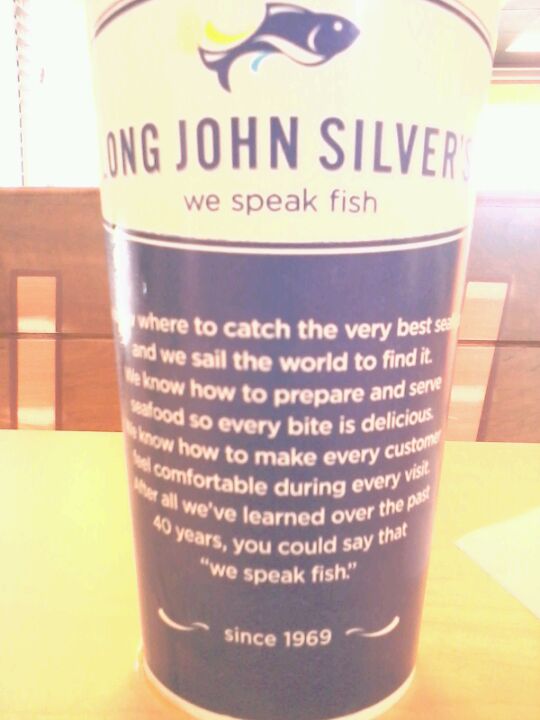 LONG JOHN SILVER'S
we speak fish
where to catch the very best
and we sail the world to find it.
We know how to prepare and serve
seafood so every bite is delicious.
know how to make every customer
feel comfortable during every visit.
After all we've learned over the past
40 years, you could say that
"we speak fish."
since 1969